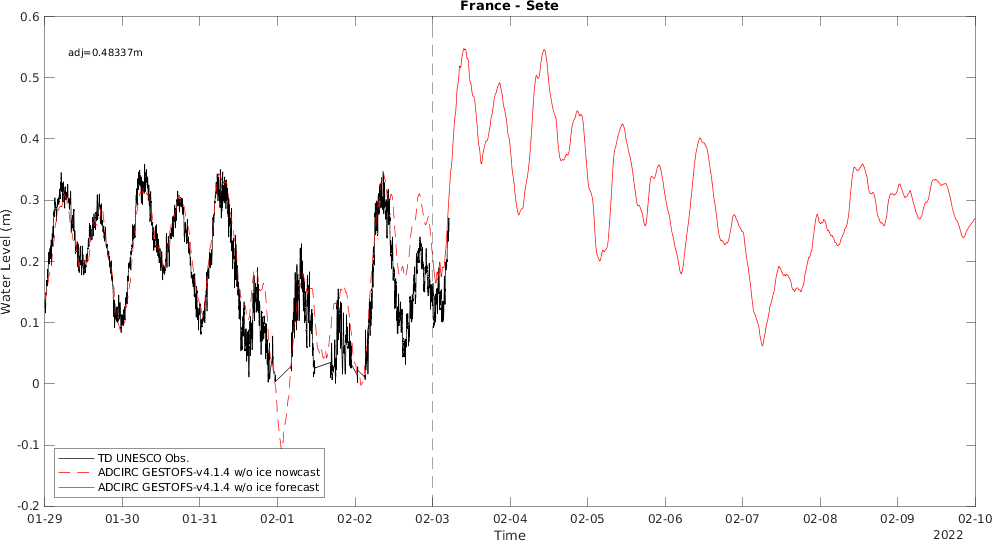 France - Sete
adj=0.48337m
Water Level (m)
0.6
0.5
0.4
0.3
0.2
0.1
0
-0.1
-0.2
TD UNESCO Obs.
ADCIRC GESTOFS-v4.1.4 w/o ice nowcast
ADCIRC GESTOFS-v4.1.4 w/o ice forecast
01-29 01-30 01-31 02-01 02-02 02-03 02-04 02-05 02-06 02-07 02-08 02-09 02-10
Time
2022